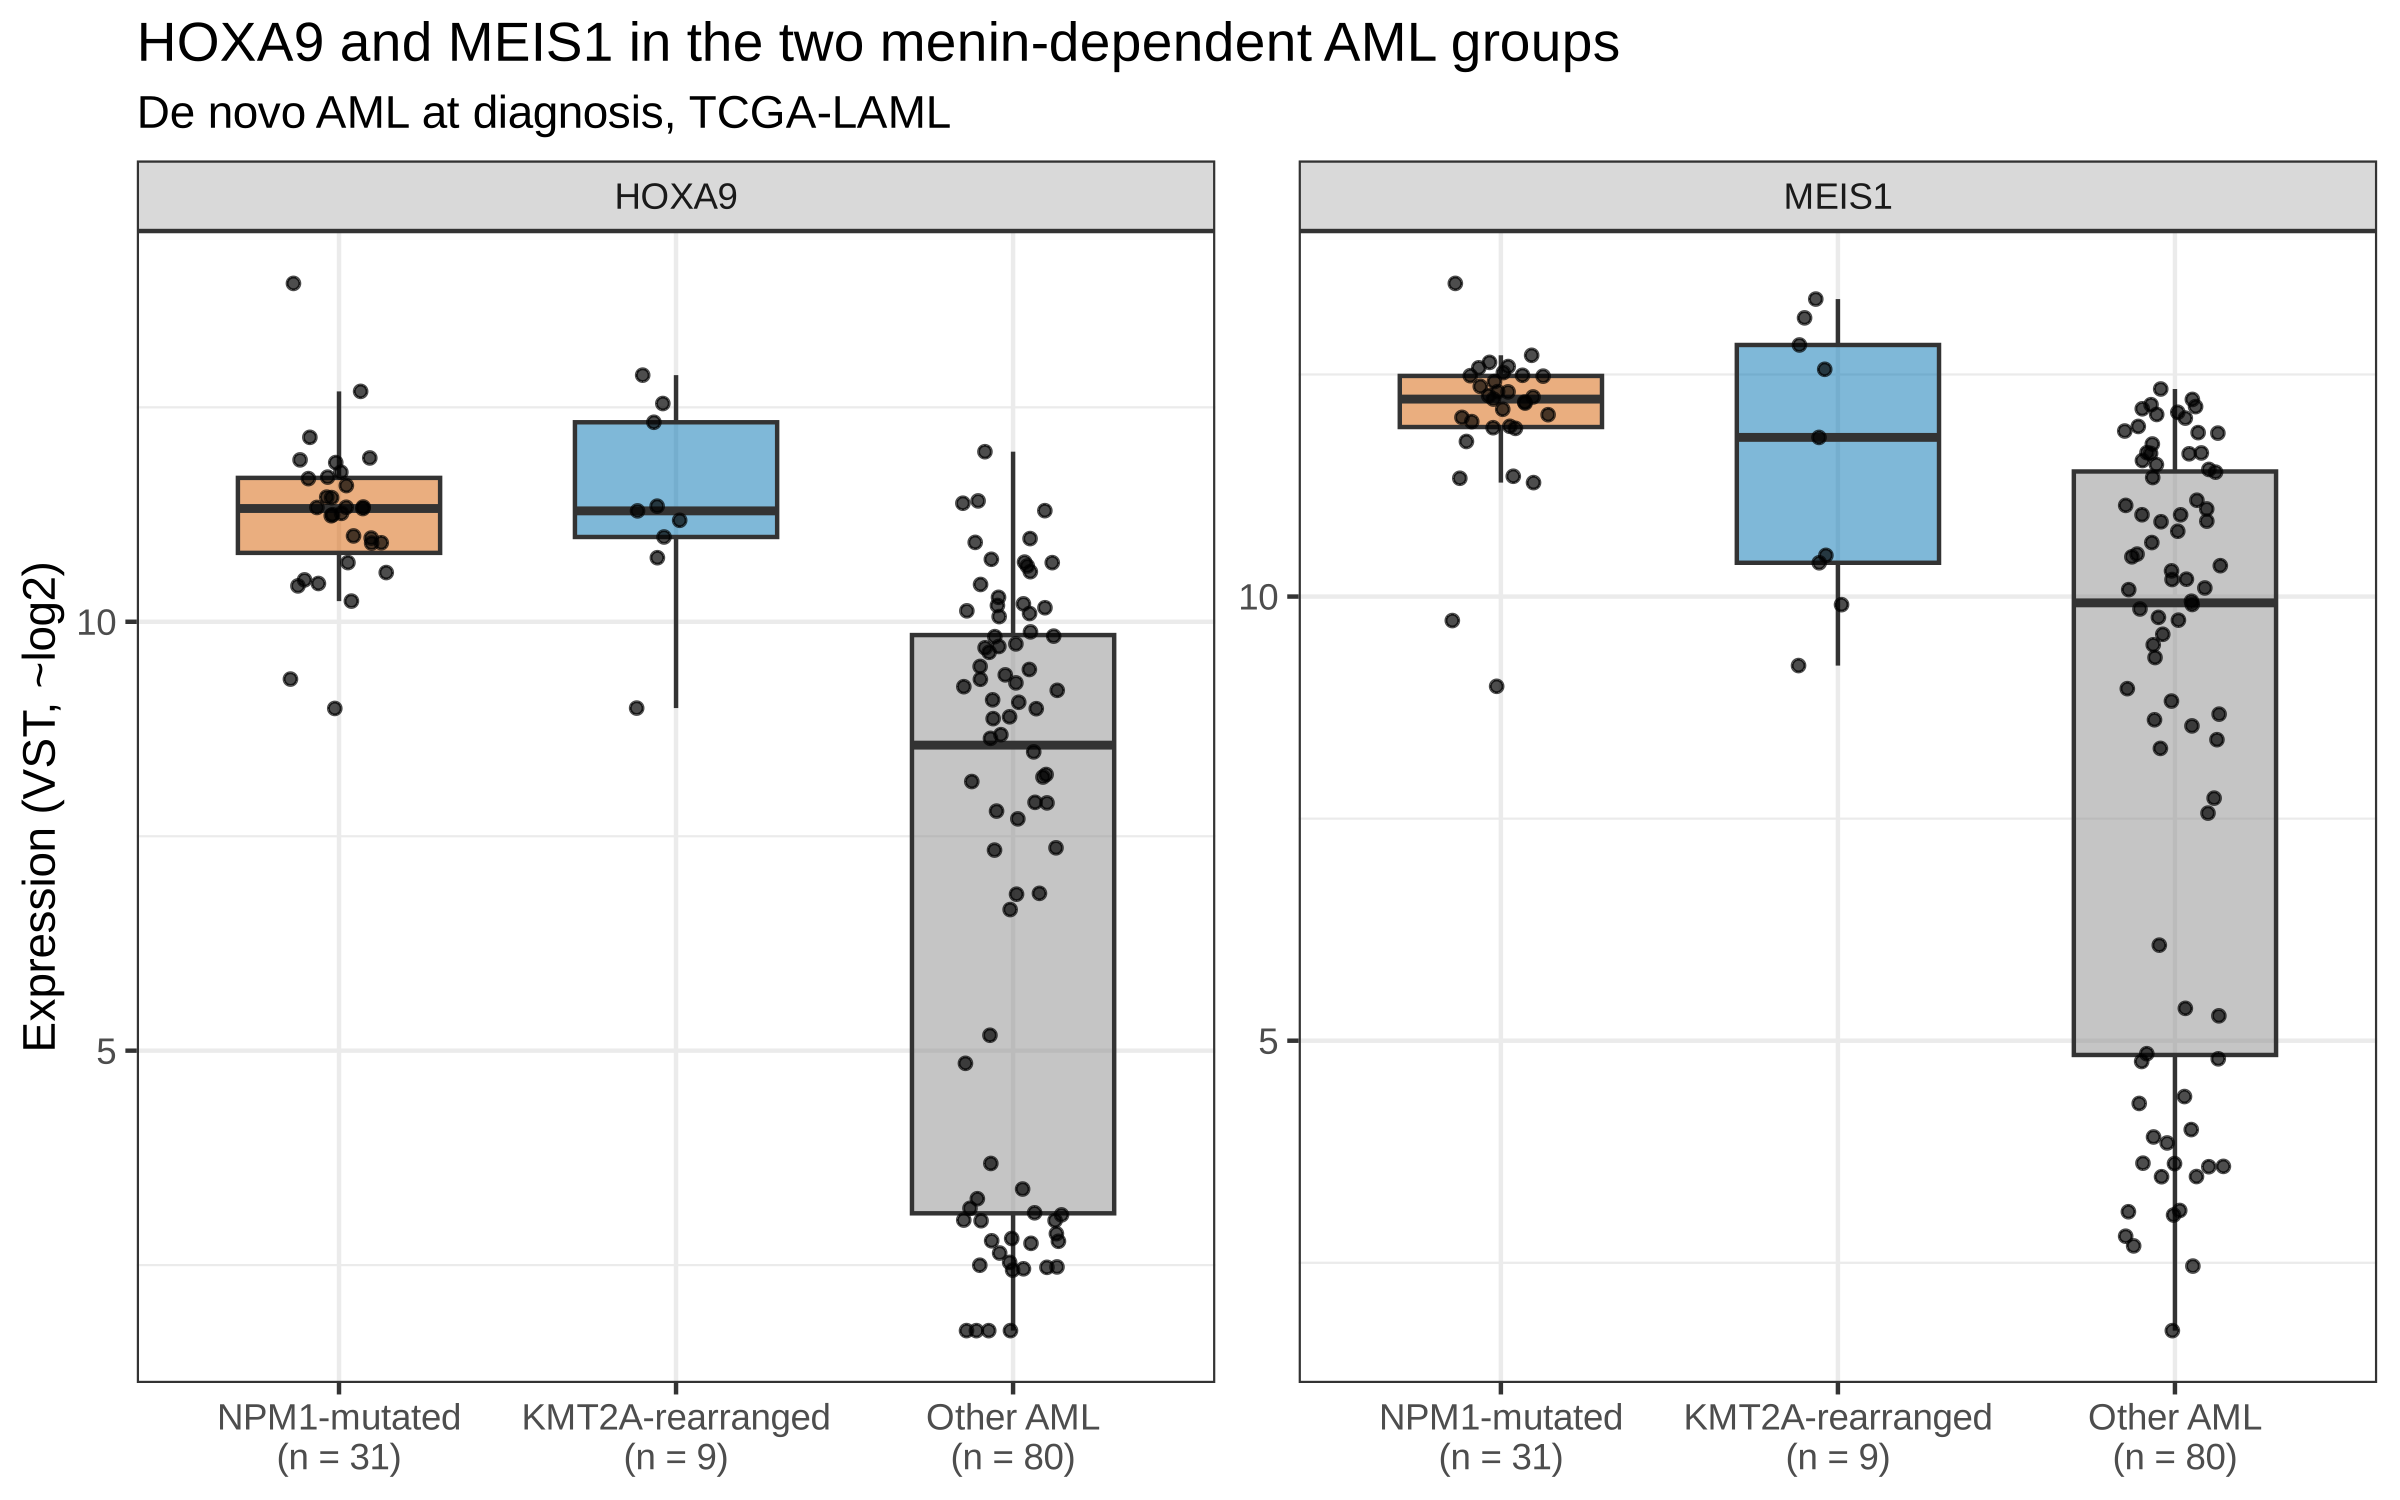 HOXA9 and MEIS1 in the two menin-dependent AML groups
De novo AML at diagnosis, TCGA-LAML
HOXA9
MEIS1
Expression (VST, ~log2)
10
5
10
5
NPM1-mutated
(n = 31)
KMT2A-rearranged
(n = 9)
Other AML
(n = 80)
NPM1-mutated
(n = 31)
KMT2A-rearranged
(n = 9)
Other AML
(n = 80)